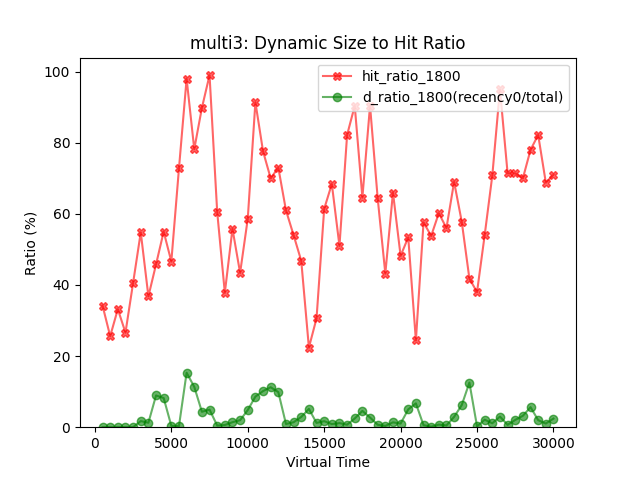 multi3: Dynamic Size to Hit Ratio
hit_ratio_1800
d_ratio_1800(recency0/total)
Ratio (%)
100
80
60
40
20
0
0 5000 10000 15000 20000 25000 30000
Virtual Time